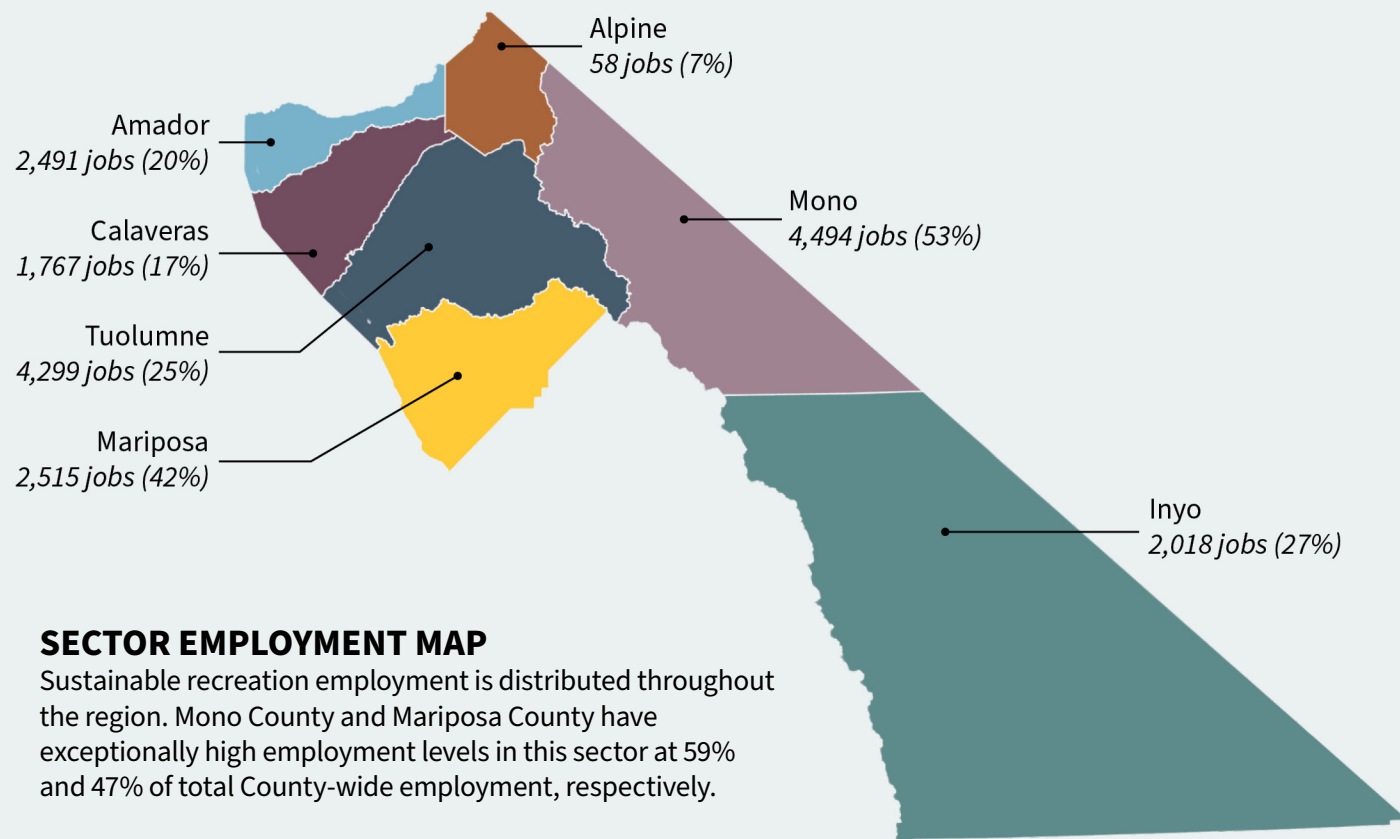 Alpine
58 jobs (7%)
Amador
2,491 jobs (20%)
Mono
4,494 jobs (53%)
Calaveras
1,767 jobs (17%)
Tuolumne
4,299 jobs (25%)
Mariposa
2,515 jobs (42%)
Inyo
2,018 jobs (27%)
SECTOR EMPLOYMENT MAP
Sustainable recreation employment is distributed throughout
the region. Mono County and Mariposa County have
exceptionally high employment levels in this sector at 59%
and 47% of total County-wide employment, respectively.